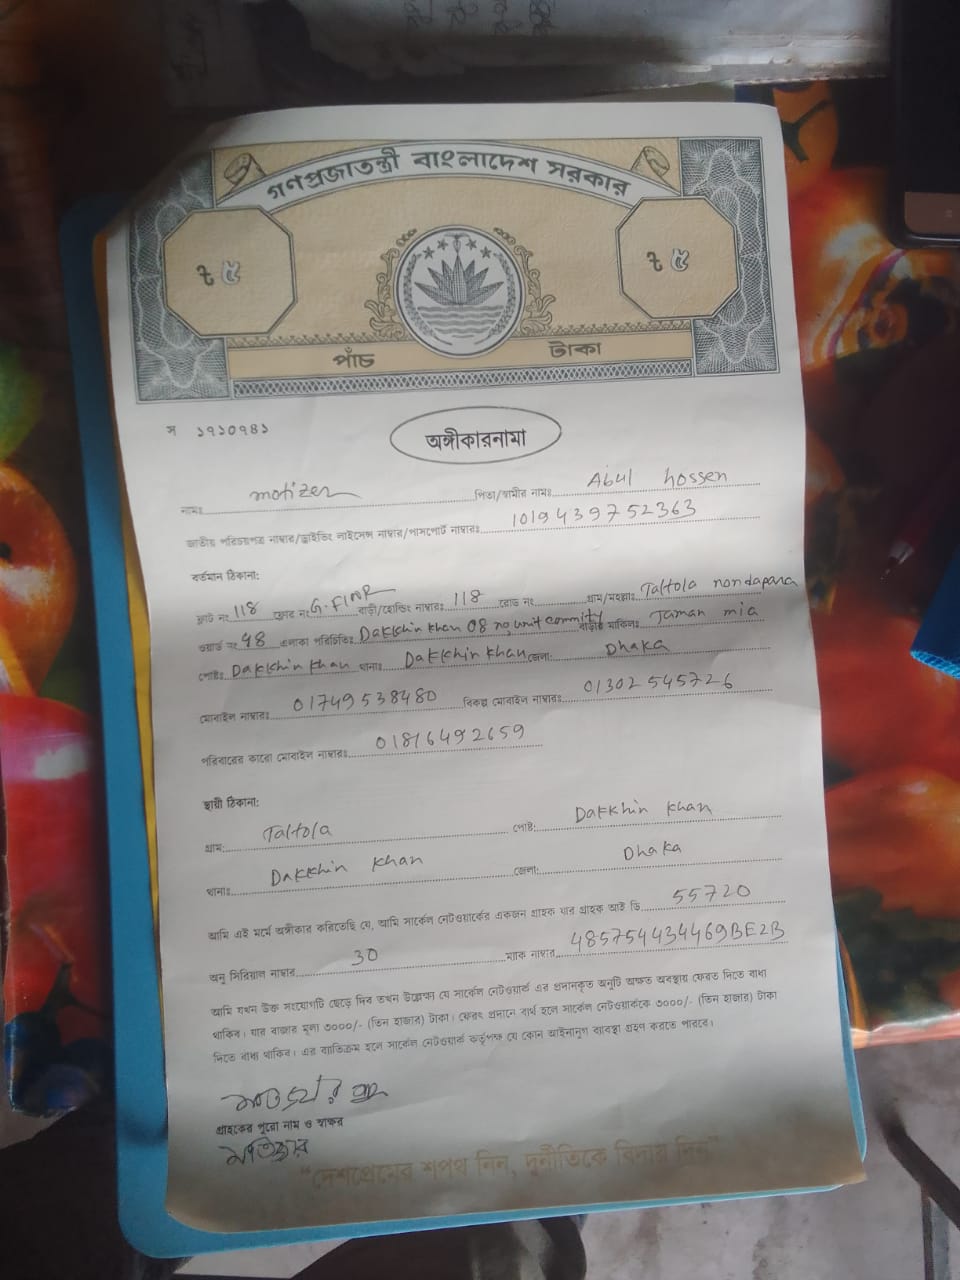 গণপ্রজাতন্ত্রী বাংলাদেশ সরকার
৳ ৫ ৳ ৫
পাঁচ টাকা
স ১৭১০৭৪১
অঙ্গীকারনামা
নামঃ motizer পিতা/স্বামীর নামঃ Abul hossen
জাতীয় পরিচয়পত্র নাম্বার/ড্রাইভিং লাইসেন্স নাম্বার/পাসপোর্ট নাম্বারঃ 1019439752363
বর্তমান ঠিকানা:
ফ্লাট নং 118 ফ্লোর নং G. FlNR বাড়ী/হোল্ডিং নাম্বারঃ 118 রোড নং গ্রাম/মহল্লাঃ Taltola nondapara
ওয়ার্ড নং 48 এলাকা পরিচিতিঃ Dakkhin khan 08 no unit commity বাড়ীর মালিকঃ Jaman mia
পোষ্টঃ Dakkhin khan থানাঃ Dakkhin khan জেলা: Dhaka
মোবাইল নাম্বারঃ 01749538480 বিকল্প মোবাইল নাম্বারঃ 01302545726
পরিবারের কারো মোবাইল নাম্বারঃ 01816492659
স্থায়ী ঠিকানা:
গ্রাম: Taltola পোষ্ট: Dakkhin khan
থানাঃ Dakkhin khan জেলা: Dhaka
আমি এই মর্মে অঙ্গীকার করিতেছি যে, আমি সার্কেল নেটওয়ার্কের একজন গ্রাহক যার গ্রাহক আই ডি 55720
অনু সিরিয়াল নাম্বার 30 ম্যাক নাম্বার 485754434469BE2B
আমি যখন উক্ত সংযোগটি ছেড়ে দিব তখন উল্লেখ্য যে সার্কেল নেটওয়ার্ক এর প্রদানকৃত অনুটি অক্ষত অবস্থায় ফেরত দিতে বাধ্য
থাকিব। যার বাজার মূল্য ৩০০০/- (তিন হাজার) টাকা। ফেরৎ প্রদানে ব্যর্থ হলে সার্কেল নেটওয়ার্ককে ৩০০০/- (তিন হাজার) টাকা
দিতে বাধ্য থাকিব। এর ব্যতিক্রম হলে সার্কেল নেটওয়ার্ক কর্তৃপক্ষ যে কোন আইনানুগ ব্যবস্থা গ্রহণ করতে পারবে।
গ্রাহকের পুরো নাম ও স্বাক্ষর
মতিজার
"দেশপ্রেমের শপথ নিন, দুর্নীতিকে বিদায় দিন"